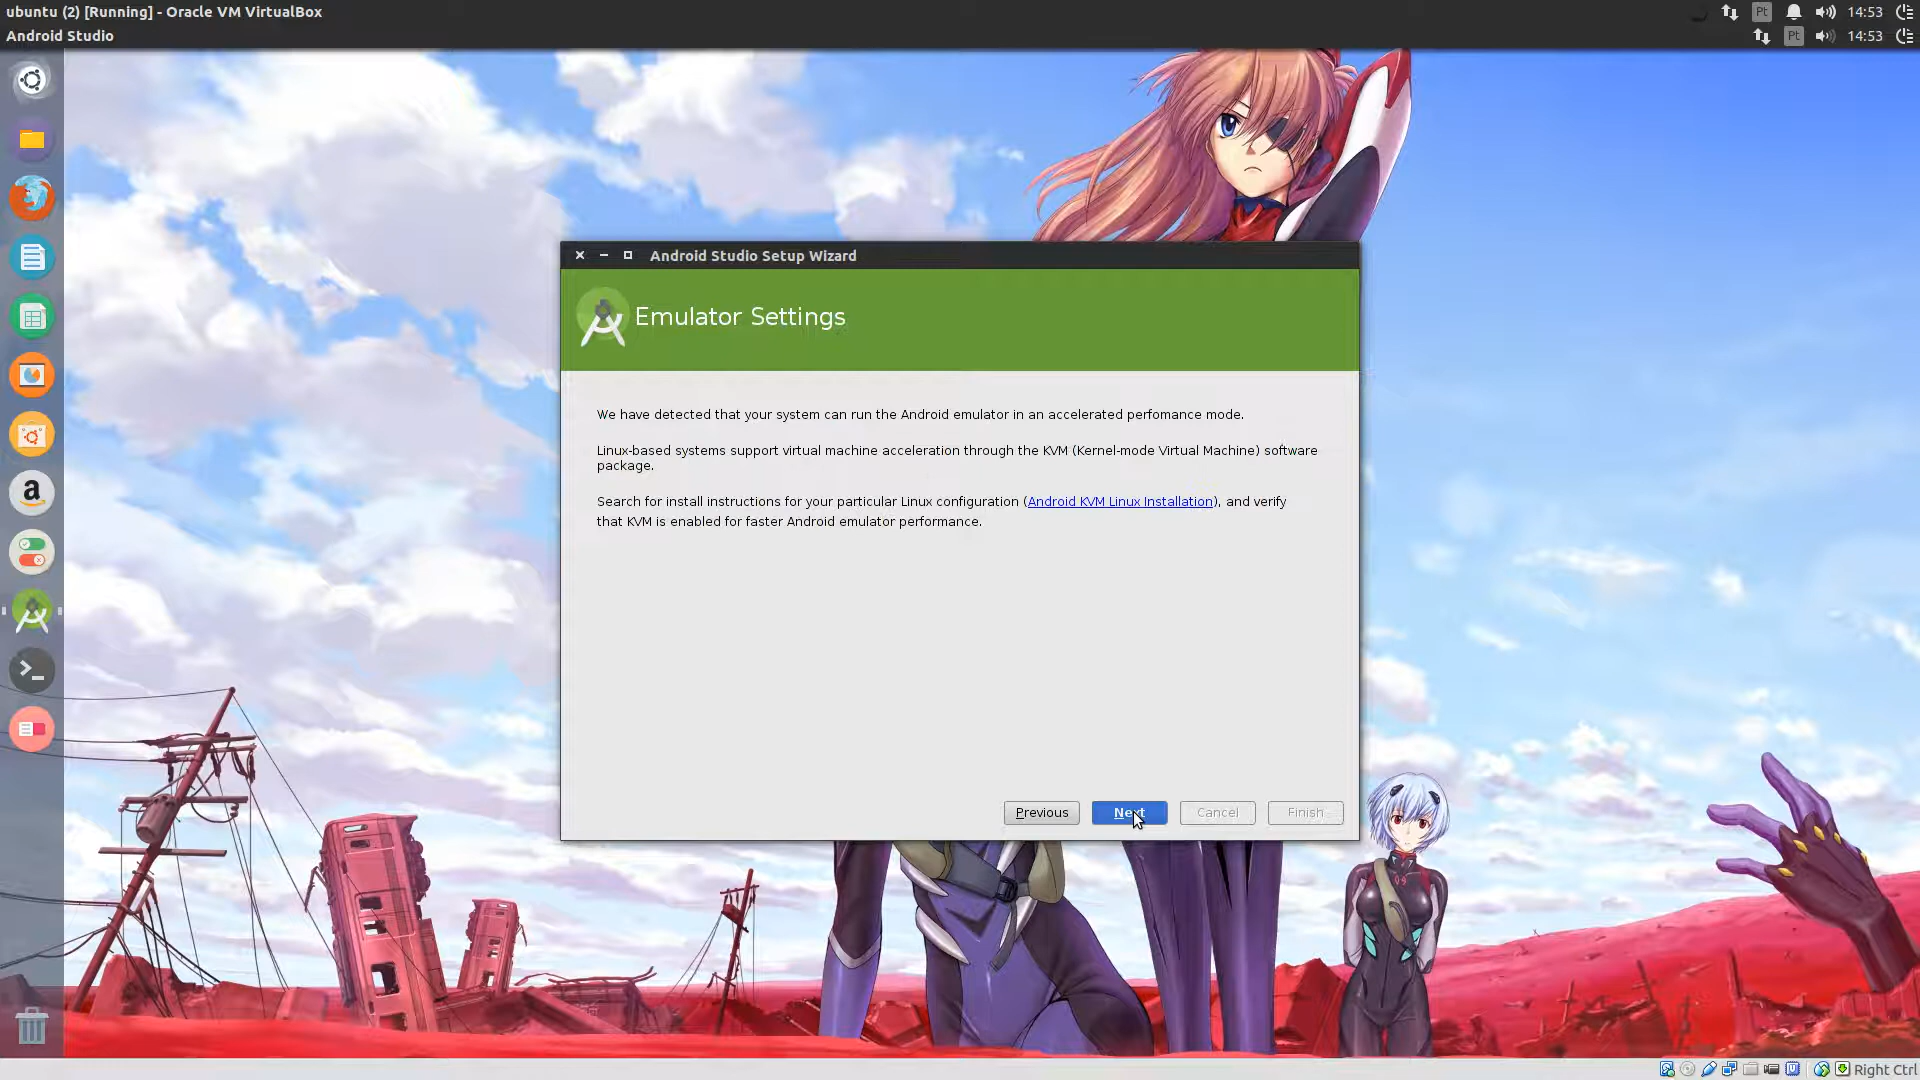 ubuntu (2) [Running] - Oracle VM VirtualBox
Pt
14:53
Android Studio
Pt
14:53
a
Android Studio Setup Wizard
Emulator Settings
We have detected that your system can run the Android emulator in an accelerated perfomance mode.
Linux-based systems support virtual machine acceleration through the KVM (Kernel-mode Virtual Machine) software
package.
Search for install instructions for your particular Linux configuration (Android KVM Linux Installation), and verify
that KVM is enabled for faster Android emulator performance.
Previous
Next
Cancel
Finish
Right Ctrl